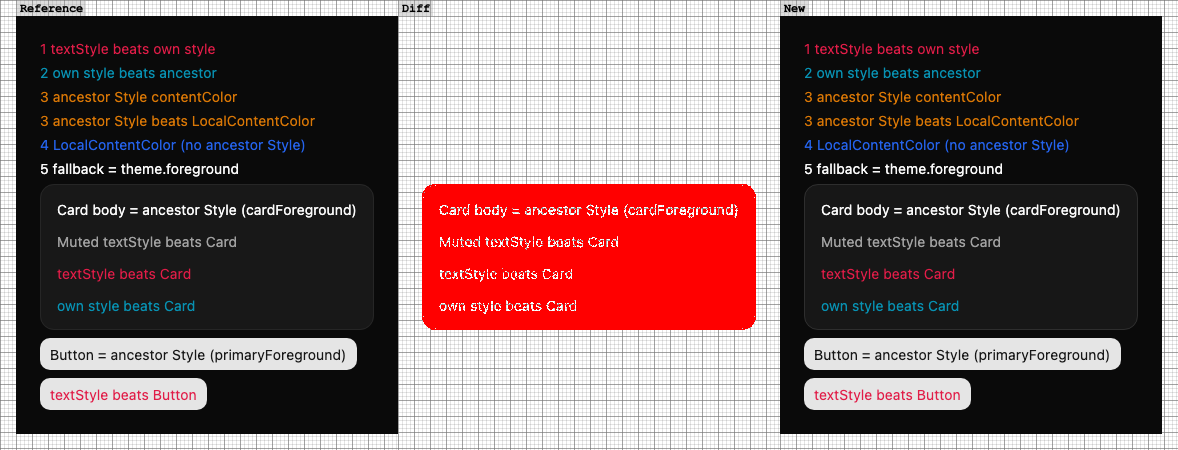 Reference
Diff
New
1 textStyle beats own style
2 own style beats ancestor
3 ancestor Style contentColor
3 ancestor Style beats LocalContentColor
4 LocalContentColor (no ancestor Style)
5 fallback = theme.foreground
Card body = ancestor Style (cardForeground)
Muted textStyle beats Card
textStyle beats Card
own style beats Card
Button = ancestor Style (primaryForeground)
textStyle beats Button
Card body = ancestor Style (cardForeground)
Muted textStyle beats Card
textStyle beats Card
own style beats Card
1 textStyle beats own style
2 own style beats ancestor
3 ancestor Style contentColor
3 ancestor Style beats LocalContentColor
4 LocalContentColor (no ancestor Style)
5 fallback = theme.foreground
Card body = ancestor Style (cardForeground)
Muted textStyle beats Card
textStyle beats Card
own style beats Card
Button = ancestor Style (primaryForeground)
textStyle beats Button